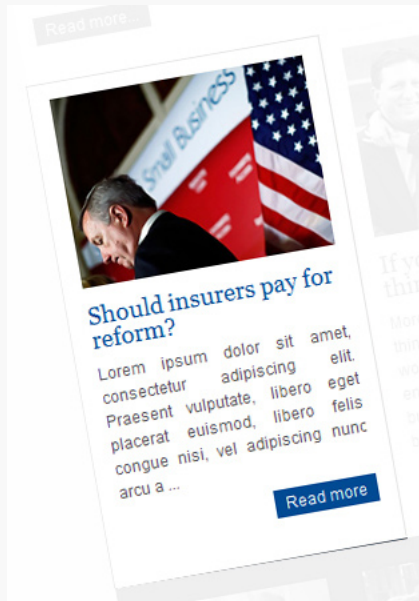 Read more...
Small Business
Should insurers pay for
reform?
Lorem ipsum dolor sit amet,
consectetur adipiscing elit.
Praesent vulputate, libero eget
placerat euismod, libero felis
congue nisi, vel adipiscing nunc
arcu a ...
Read more
If